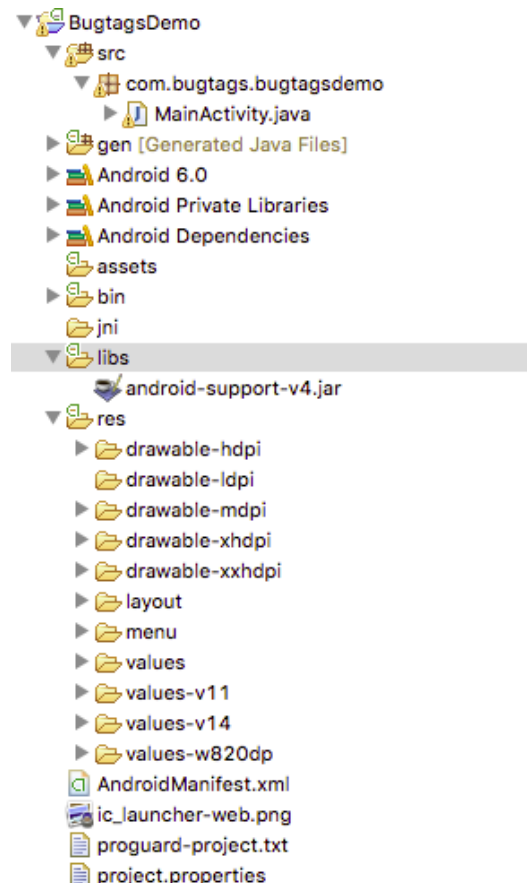 BugtagsDemo
src
com.bugtags.bugtagsdemo
MainActivity.java
gen [Generated Java Files]
Android 6.0
Android Private Libraries
Android Dependencies
assets
bin
jni
libs
android-support-v4.jar
res
drawable-hdpi
drawable-ldpi
drawable-mdpi
drawable-xhdpi
drawable-xxhdpi
layout
menu
values
values-v11
values-v14
values-w820dp
AndroidManifest.xml
ic_launcher-web.png
proguard-project.txt
project.properties